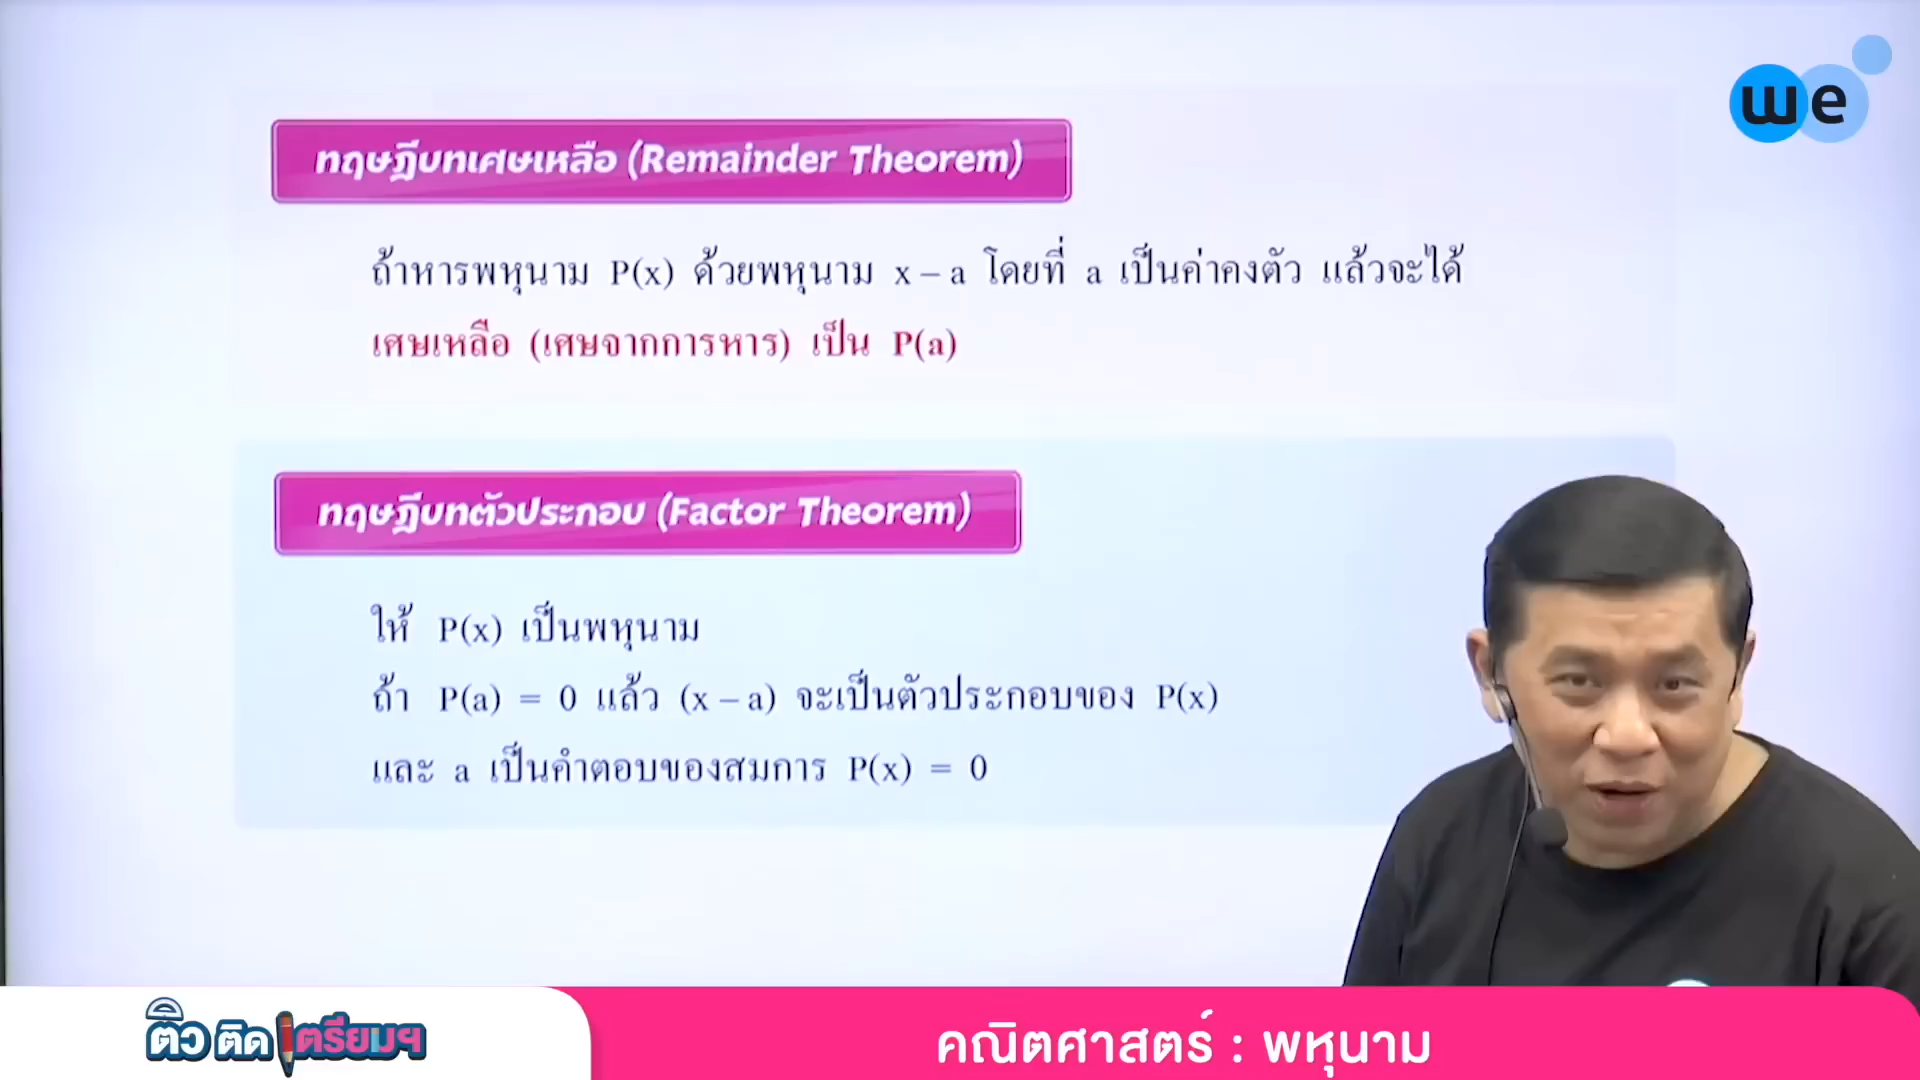 we
ทฤษฎีบทเศษเหลือ (Remainder Theorem)
ถ้าหารพหุนาม P(x) ด้วยพหุนาม x – a โดยที่ a เป็นค่าคงตัว แล้วจะได้
เศษเหลือ (เศษจากการหาร) เป็น P(a)
ทฤษฎีบทตัวประกอบ (Factor Theorem)
ให้ P(x) เป็นพหุนาม
ถ้า P(a) = 0 แล้ว (x – a) จะเป็นตัวประกอบของ P(x)
และ a เป็นคำตอบของสมการ P(x) = 0
ติว ติด เตรียมฯ
คณิตศาสตร์ : พหุนาม